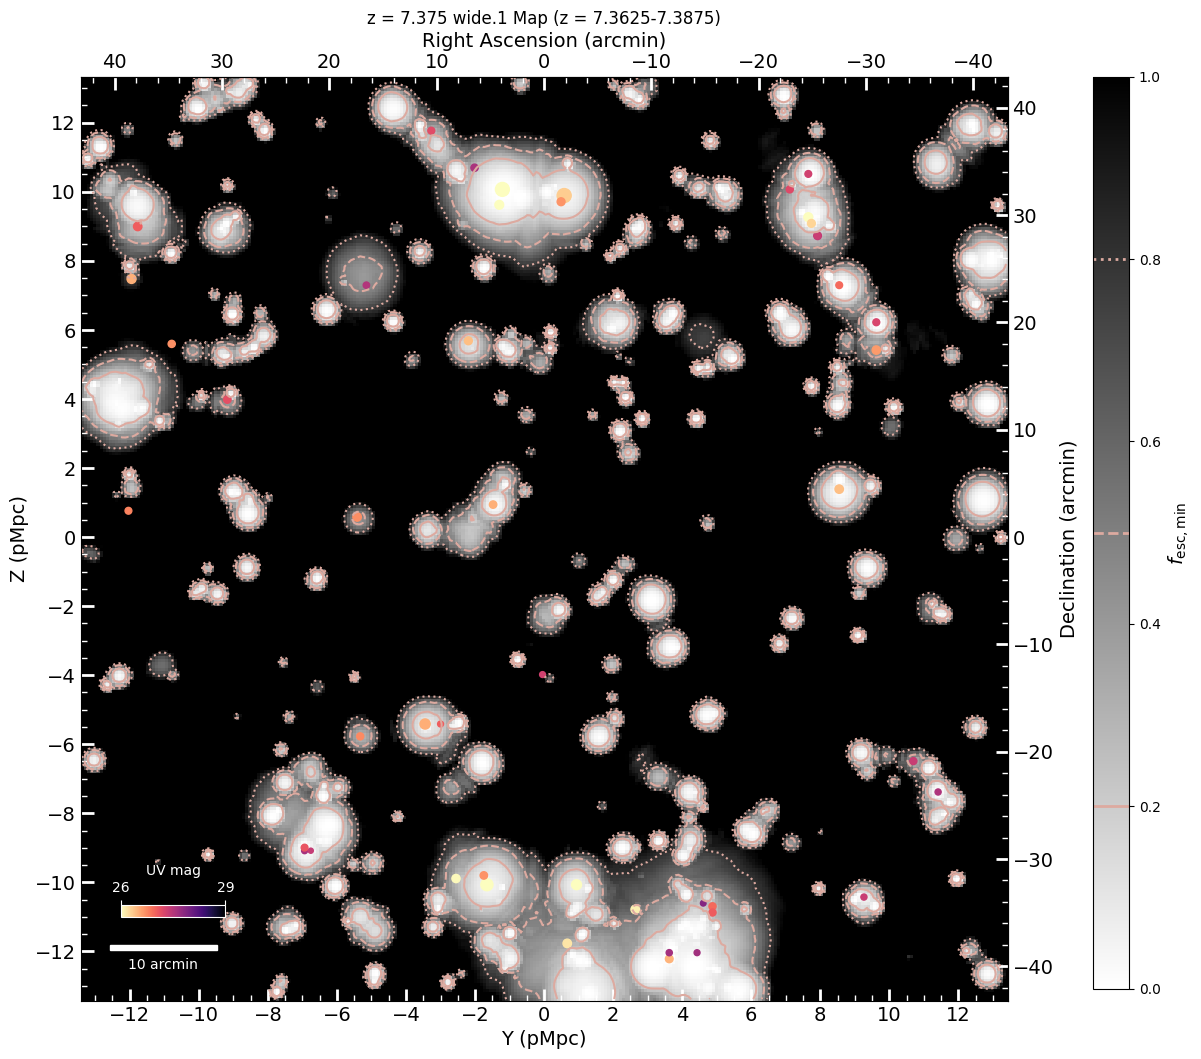 z = 7.375 wide.1 Map (z = 7.3625-7.3875)
Right Ascension (arcmin)
40 30 20 10 0 −10 −20 −30 −40
12
10
8
6
4
2
0
−2
−4
−6
−8
−10
−12
Z (pMpc)
40
30
20
10
0
−10
−20
−30
−40
Declination (arcmin)
UV mag
26 29
10 arcmin
−12 −10 −8 −6 −4 −2 0 2 4 6 8 10 12
Y (pMpc)
1.0
0.8
0.6
0.4
0.2
0.0
fesc,min